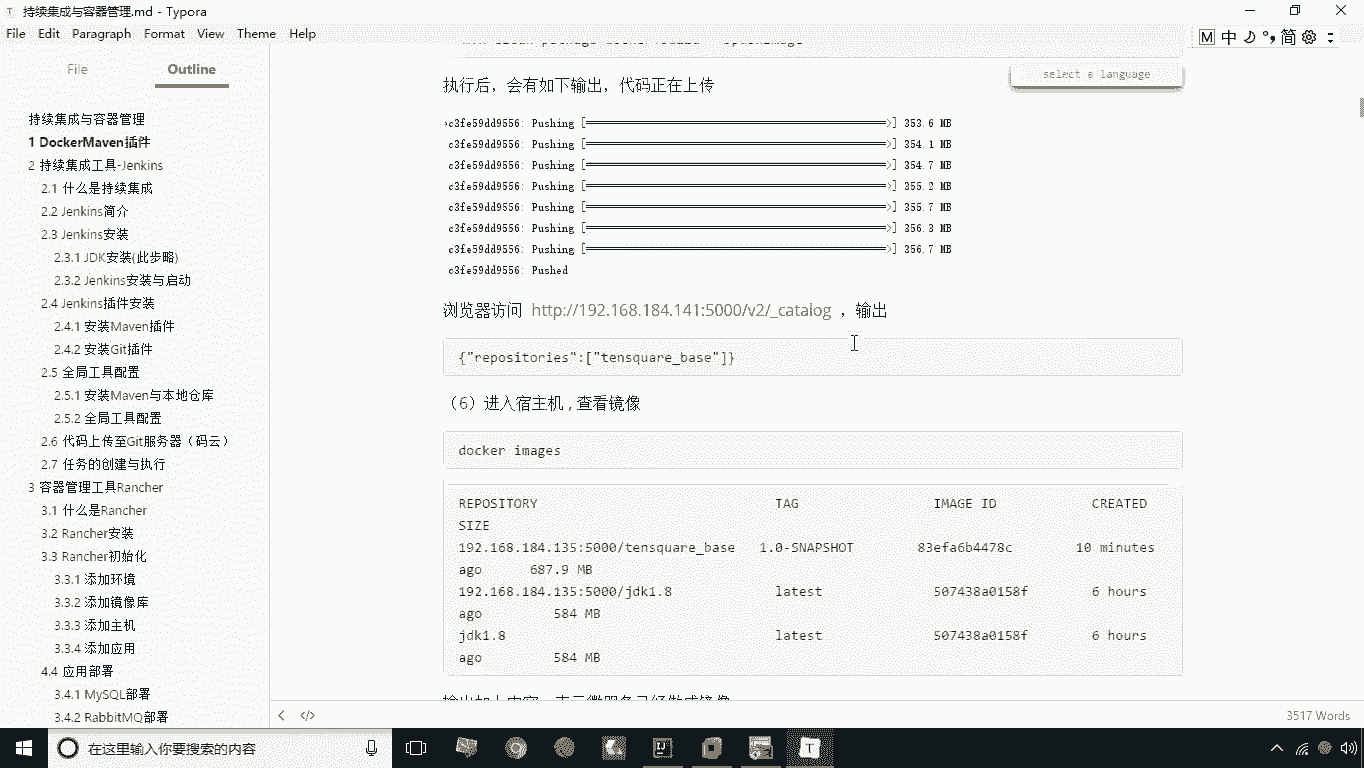 持续集成与容器管理.md - Typora
File Edit Paragraph Format View Theme Help
M 中 简
File Outline
持续集成与容器管理
1 DockerMaven插件
2 持续集成工具-Jenkins
2.1 什么是持续集成
2.2 Jenkins简介
2.3 Jenkins安装
2.3.1 JDK安装(此步略)
2.3.2 Jenkins安装与启动
2.4 Jenkins插件安装
2.4.1 安装Maven插件
2.4.2 安装Git插件
2.5 全局工具配置
2.5.1 安装Maven与本地仓库
2.5.2 全局工具配置
2.6 代码上传至Git服务器（码云）
2.7 任务的创建与执行
3 容器管理工具Rancher
3.1 什么是Rancher
3.2 Rancher安装
3.3 Rancher初始化
3.3.1 添加环境
3.3.2 添加镜像库
3.3.3 添加主机
3.3.4 添加应用
4.4 应用部署
3.4.1 MySQL部署
3.4.2 RabbitMQ部署
select a language
执行后，会有如下输出，代码正在上传
c3fe59dd9556: Pushing [==================================================>] 353.6 MB
c3fe59dd9556: Pushing [==================================================>] 354.1 MB
c3fe59dd9556: Pushing [==================================================>] 354.7 MB
c3fe59dd9556: Pushing [==================================================>] 355.2 MB
c3fe59dd9556: Pushing [==================================================>] 355.7 MB
c3fe59dd9556: Pushing [==================================================>] 356.3 MB
c3fe59dd9556: Pushing [==================================================>] 356.7 MB
c3fe59dd9556: Pushed
浏览器访问 http://192.168.184.141:5000/v2/_catalog ，输出
{"repositories":["tensquare_base"]}
（6）进入宿主机 , 查看镜像
docker images
REPOSITORY TAG IMAGE ID CREATED
SIZE
192.168.184.135:5000/tensquare_base 1.0-SNAPSHOT 83efa6b4478c 10 minutes
ago 687.9 MB
192.168.184.135:5000/jdk1.8 latest 507438a0158f 6 hours
ago 584 MB
jdk1.8 latest 507438a0158f 6 hours
ago 584 MB
3517 Words
在这里输入你要搜索的内容